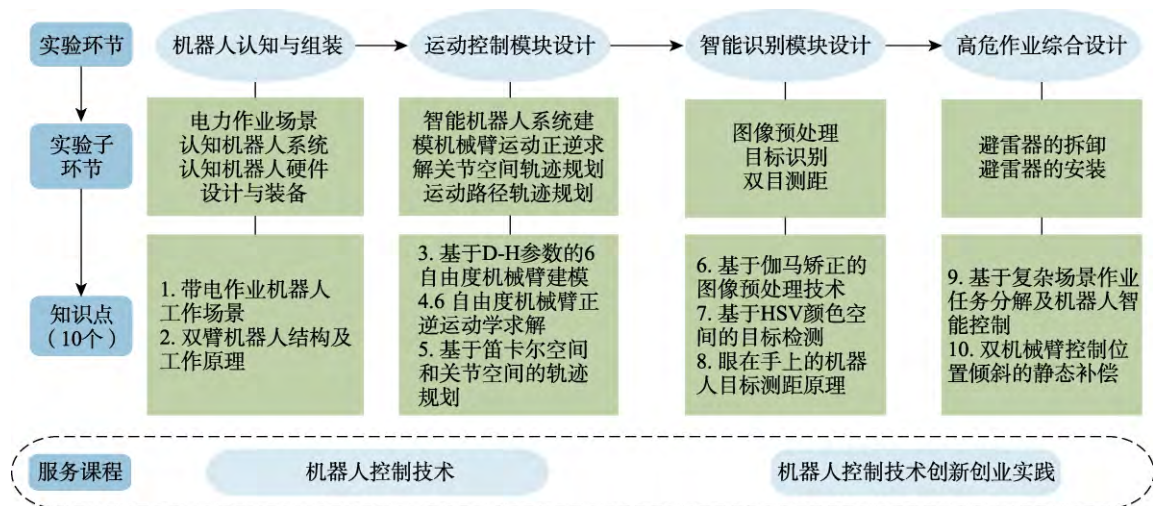 实验环节
机器人认知与组装
运动控制模块设计
智能识别模块设计
高危作业综合设计
实验子
环节
电力作业场景
认知机器人系统
认知机器人硬件
设计与装备
智能机器人系统建
模机械臂运动正逆求
解关节空间轨迹规划
运动路径轨迹规划
图像预处理
目标识别
双目测距
避雷器的拆卸
避雷器的安装
知识点
（10个）
1. 带电作业机器人
工作场景
2. 双臂机器人结构及
工作原理
3. 基于D-H参数的6
自由度机械臂建模
4.6 自由度机械臂正
逆运动学求解
5. 基于笛卡尔空间
和关节空间的轨迹
规划
6. 基于伽马矫正的
图像预处理技术
7. 基于HSV颜色空
间的目标检测
8. 眼在手上的机器
人目标测距原理
9. 基于复杂场景作业
任务分解及机器人智
能控制
10. 双机械臂控制位
置倾斜的静态补偿
服务课程
机器人控制技术
机器人控制技术创新创业实践